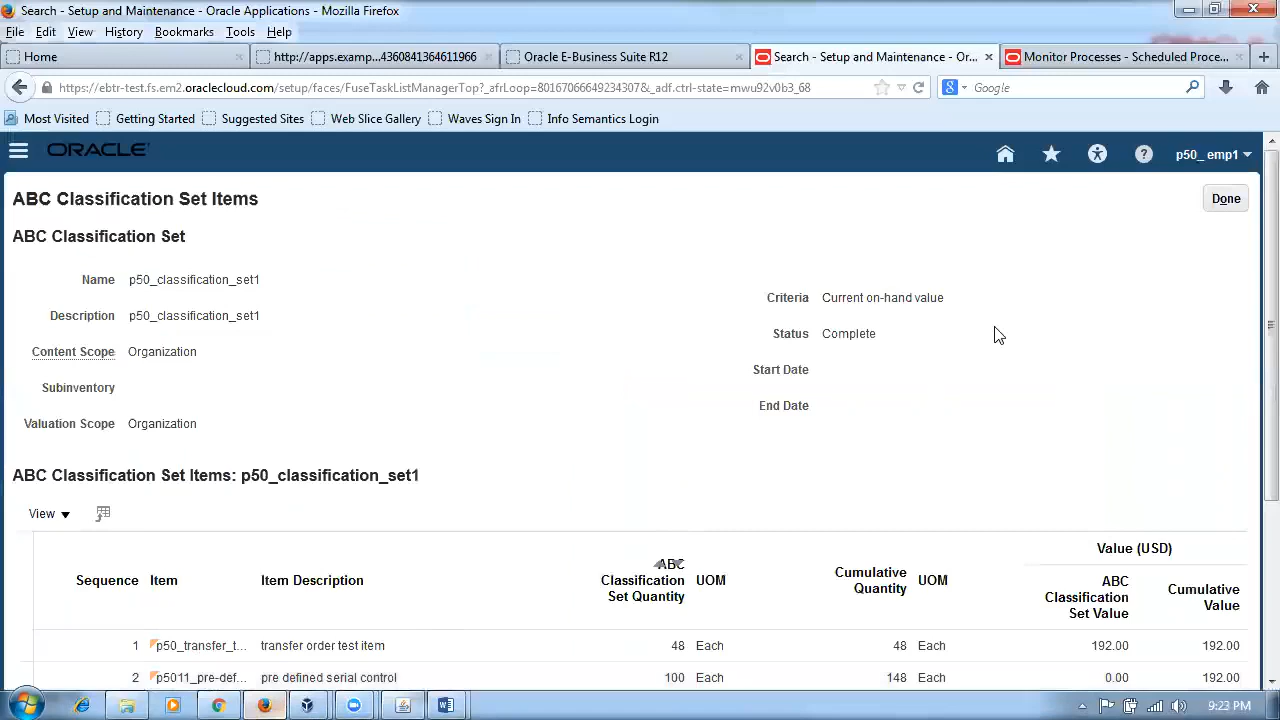 Search - Setup and Maintenance - Oracle Applications - Mozilla Firefox
File Edit View History Bookmarks Tools Help
Home http://apps.examp...4360841364611966 Oracle E-Business Suite R12 Search - Setup and Maintenance - Or... Monitor Processes - Scheduled Proce...
https://ebtr-test.fs.em2.oraclecloud.com/setup/faces/FuseTaskListManagerTop?_afrLoop=80167066649234307&_adf.ctrl-state=mwu92v0b3_68 Google
Most Visited Getting Started Suggested Sites Web Slice Gallery Waves Sign In Info Semantics Information
ORACLE p50_ emp1
ABC Classification Set Items Done
ABC Classification Set
Name p50_classification_set1
Criteria Current on-hand value
Description p50_classification_set1
Status Complete
Content Scope Organization
Start Date
Subinventory
End Date
Valuation Scope Organization
ABC Classification Set Items: p50_classification_set1
View
Value (USD)
Sequence Item Item Description ABC Classification Set Quantity UOM Cumulative Quantity UOM ABC Classification Set Value Cumulative Value
1 p50_transfer_t... transfer order test item 48 Each 48 Each 192.00 192.00
2 p5011_pre-def... pre defined serial control 100 Each 148 Each 0.00 192.00
9:23 PM